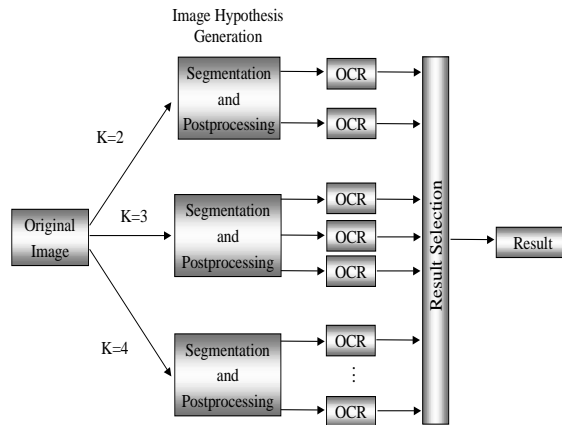 Image Hypothesis
Generation
Segmentation
and
Postprocessing
OCR
OCR
K=2
Original
Image
K=3
Segmentation
and
Postprocessing
OCR
OCR
OCR
Result Selection
Result
K=4
Segmentation
and
Postprocessing
OCR
⋮
OCR